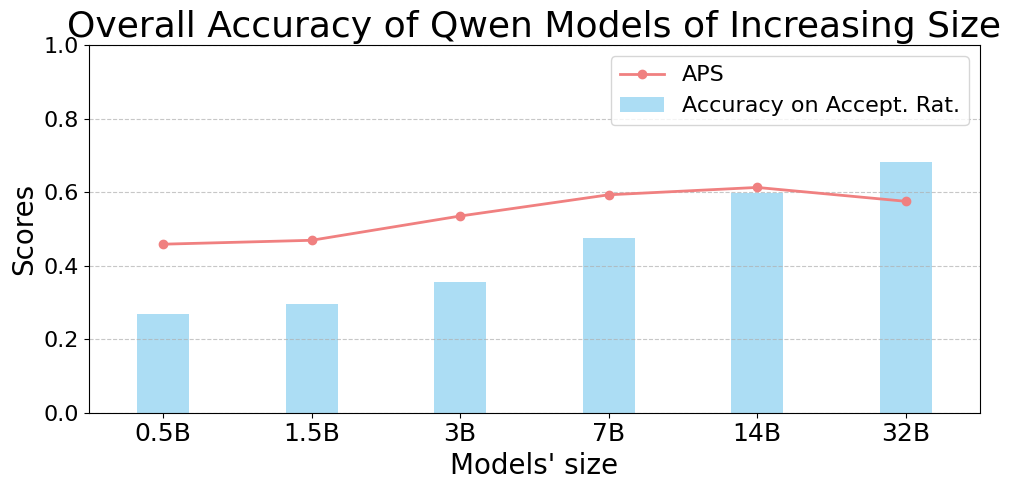 Overall Accuracy of Qwen Models of Increasing Size
1.0
0.8
0.6
0.4
0.2
0.0
Scores
APS
Accuracy on Accept. Rat.
0.5B 1.5B 3B 7B 14B 32B
Models' size